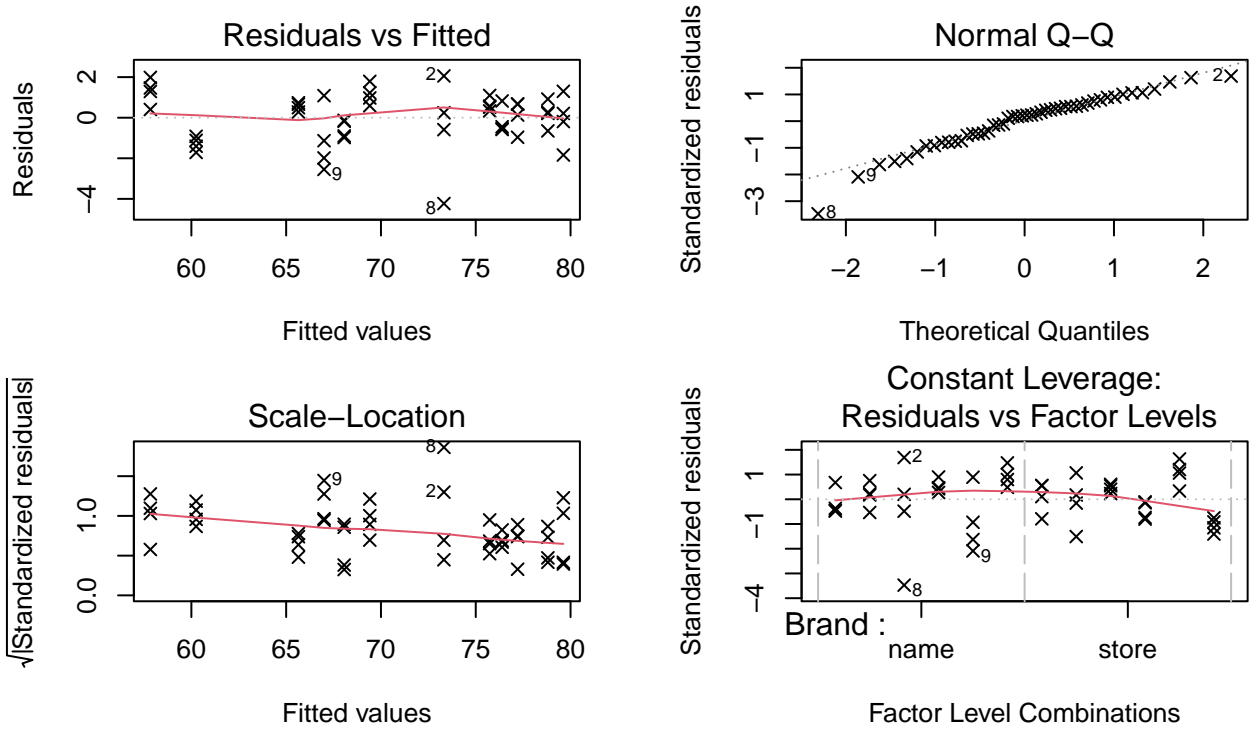 Residuals vs Fitted
Residuals
2
0
−4
2
9
8
60 65 70 75 80
Fitted values
Normal Q−Q
Standardized residuals
1
−1
−3
2
9
8
−2 −1 0 1 2
Theoretical Quantiles
Scale−Location
√|Standardized residuals|
1.0
0.0
8
9
2
60 65 70 75 80
Fitted values
Constant Leverage:
Residuals vs Factor Levels
Standardized residuals
1
−1
−4
2
9
8
Brand :
name store
Factor Level Combinations